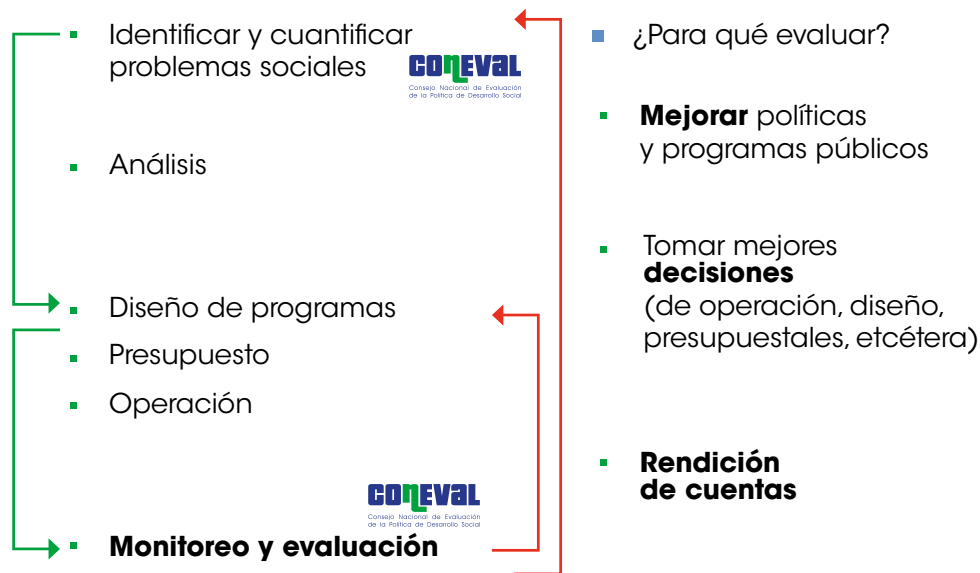 Identificar y cuantificar
problemas sociales
CONEVAL
Consejo Nacional de Evaluación
de la Política de Desarrollo Social
Análisis
Diseño de programas
Presupuesto
Operación
CONEVAL
Consejo Nacional de Evaluación
de la Política de Desarrollo Social
Monitoreo y evaluación
¿Para qué evaluar?
Mejorar políticas
y programas públicos
Tomar mejores
decisiones
(de operación, diseño,
presupuestales, etcétera)
Rendición
de cuentas